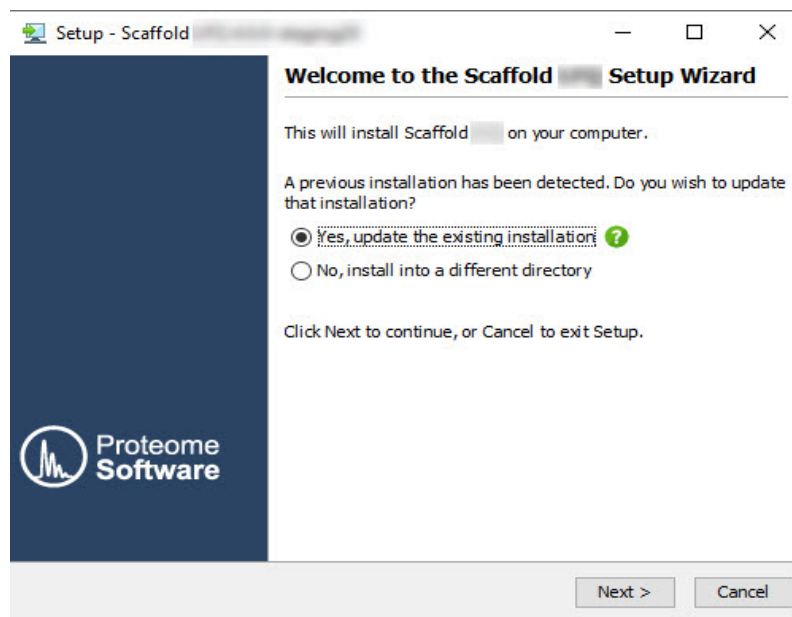 Setup - Scaffold
Welcome to the Scaffold Setup Wizard
This will install Scaffold on your computer.
A previous installation has been detected. Do you wish to update
that installation?
Yes, update the existing installation ?
No, install into a different directory
Click Next to continue, or Cancel to exit Setup.
Proteome
Software
Next >
Cancel